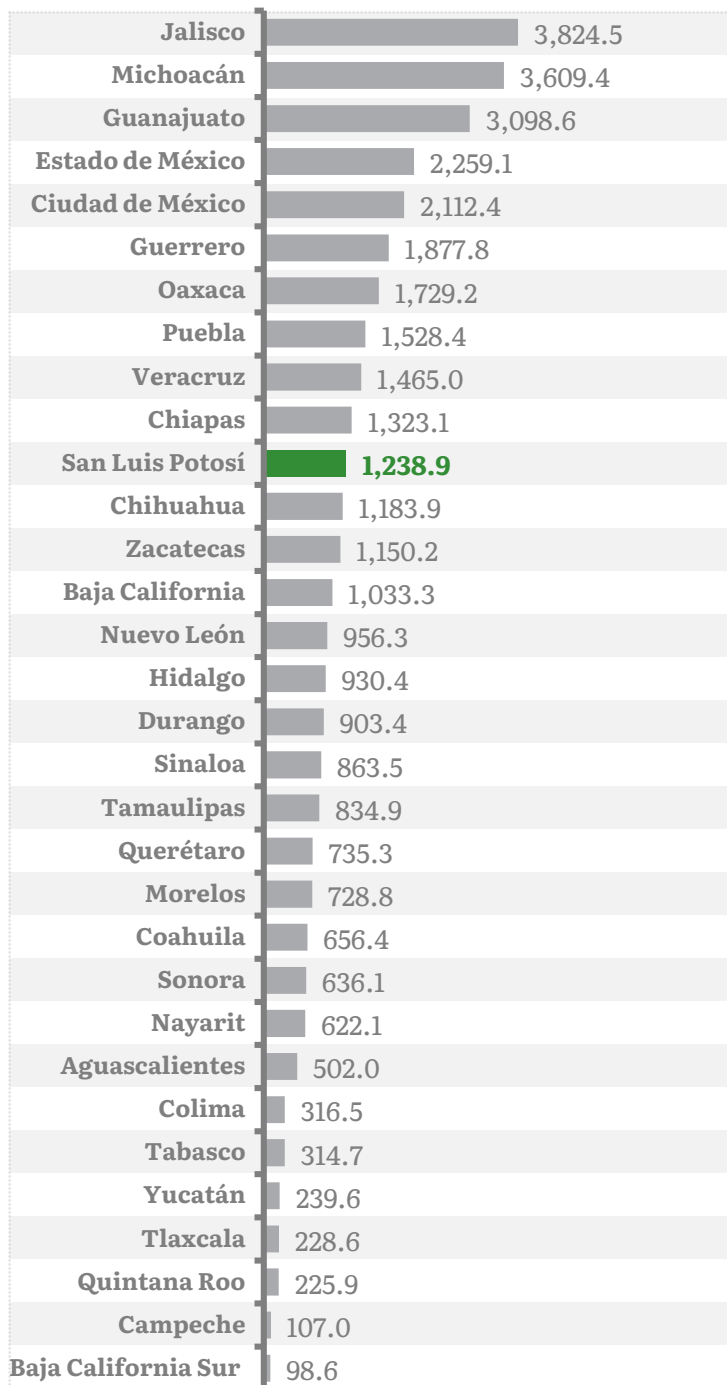 Jalisco 3,824.5
Michoacán 3,609.4
Guanajuato 3,098.6
Estado de México 2,259.1
Ciudad de México 2,112.4
Guerrero 1,877.8
Oaxaca 1,729.2
Puebla 1,528.4
Veracruz 1,465.0
Chiapas 1,323.1
San Luis Potosí 1,238.9
Chihuahua 1,183.9
Zacatecas 1,150.2
Baja California 1,033.3
Nuevo León 956.3
Hidalgo 930.4
Durango 903.4
Sinaloa 863.5
Tamaulipas 834.9
Querétaro 735.3
Morelos 728.8
Coahuila 656.4
Sonora 636.1
Nayarit 622.1
Aguascalientes 502.0
Colima 316.5
Tabasco 314.7
Yucatán 239.6
Tlaxcala 228.6
Quintana Roo 225.9
Campeche 107.0
Baja California Sur 98.6